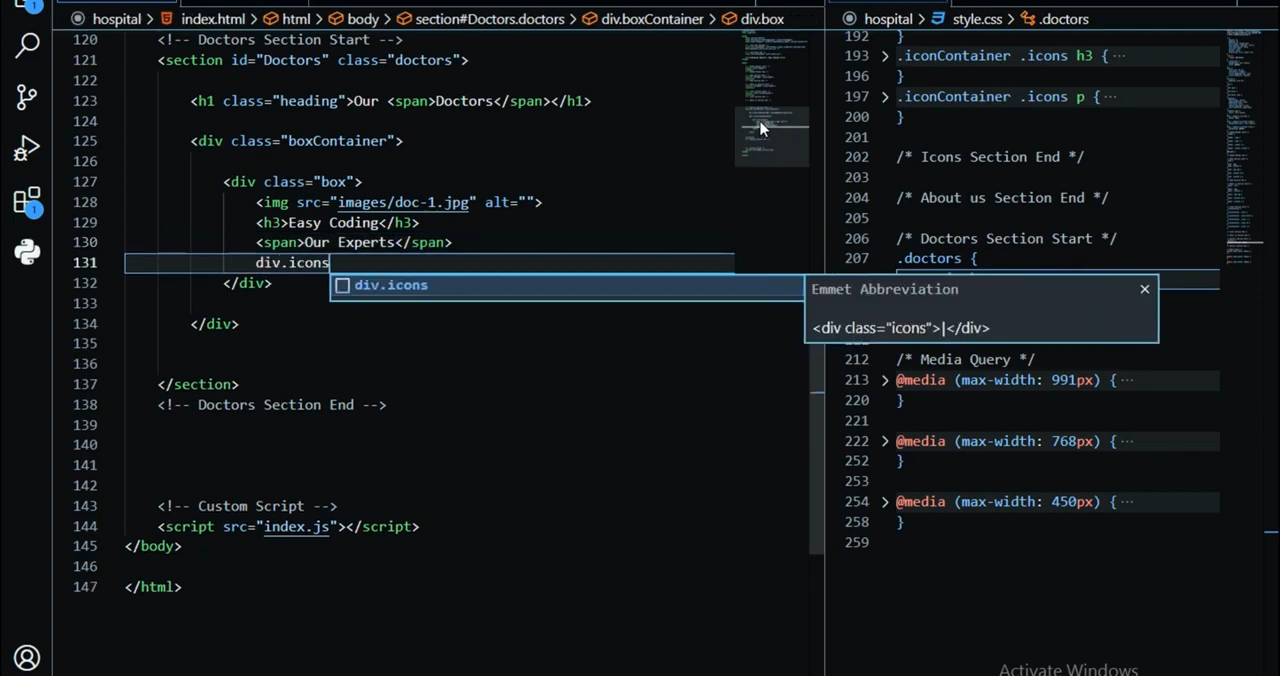 hospital > index.html > html > body > section#Doctors.doctors > div.boxContainer > div.box
120 <!-- Doctors Section Start -->
121 <section id="Doctors" class="doctors">
122
123 <h1 class="heading">Our <span>Doctors</span></h1>
124
125 <div class="boxContainer">
126
127 <div class="box">
128 <img src="images/doc-1.jpg" alt="">
129 <h3>Easy Coding</h3>
130 <span>Our Experts</span>
131 div.icons
div.icons
132 </div>
133
134 </div>
135
136
137 </section>
138 <!-- Doctors Section End -->
139
140
141
142
143 <!-- Custom Script -->
144 <script src="index.js"></script>
145 </body>
146
147 </html>
hospital > style.css > .doctors
192 }
193 .iconContainer .icons h3 { ···
196 }
197 .iconContainer .icons p { ···
200 }
201
202 /* Icons Section End */
203
204 /* About us Section End */
205
206 /* Doctors Section Start */
207 .doctors {
Emmet Abbreviation
<div class="icons">|</div>
212 /* Media Query */
213 @media (max-width: 991px) { ···
220 }
221
222 @media (max-width: 768px) { ···
252 }
253
254 @media (max-width: 450px) { ···
258 }
259
1
1
Activate Windows